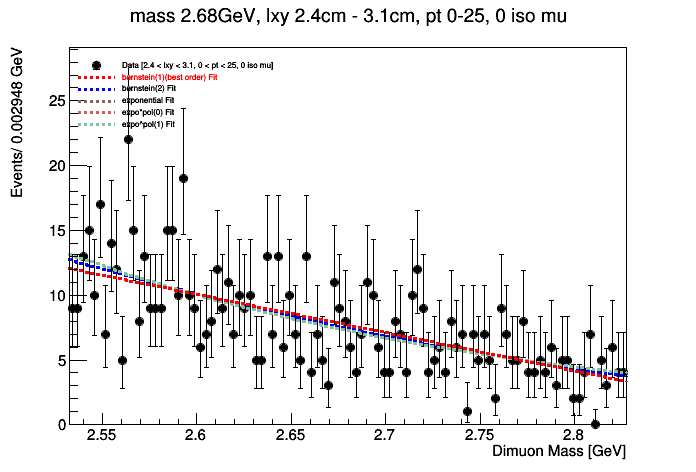 mass 2.68GeV, lxy 2.4cm - 3.1cm, pt 0-25, 0 iso mu
Events/ 0.002948 GeV
Data [2.4 < lxy < 3.1, 0 < pt < 25, 0 iso mu]
bernstein(1)(best order) Fit
bernstein(2) Fit
exponential Fit
expo*pol(0) Fit
expo*pol(1) Fit
25
20
15
10
5
0
2.55 2.6 2.65 2.7 2.75 2.8
Dimuon Mass [GeV]